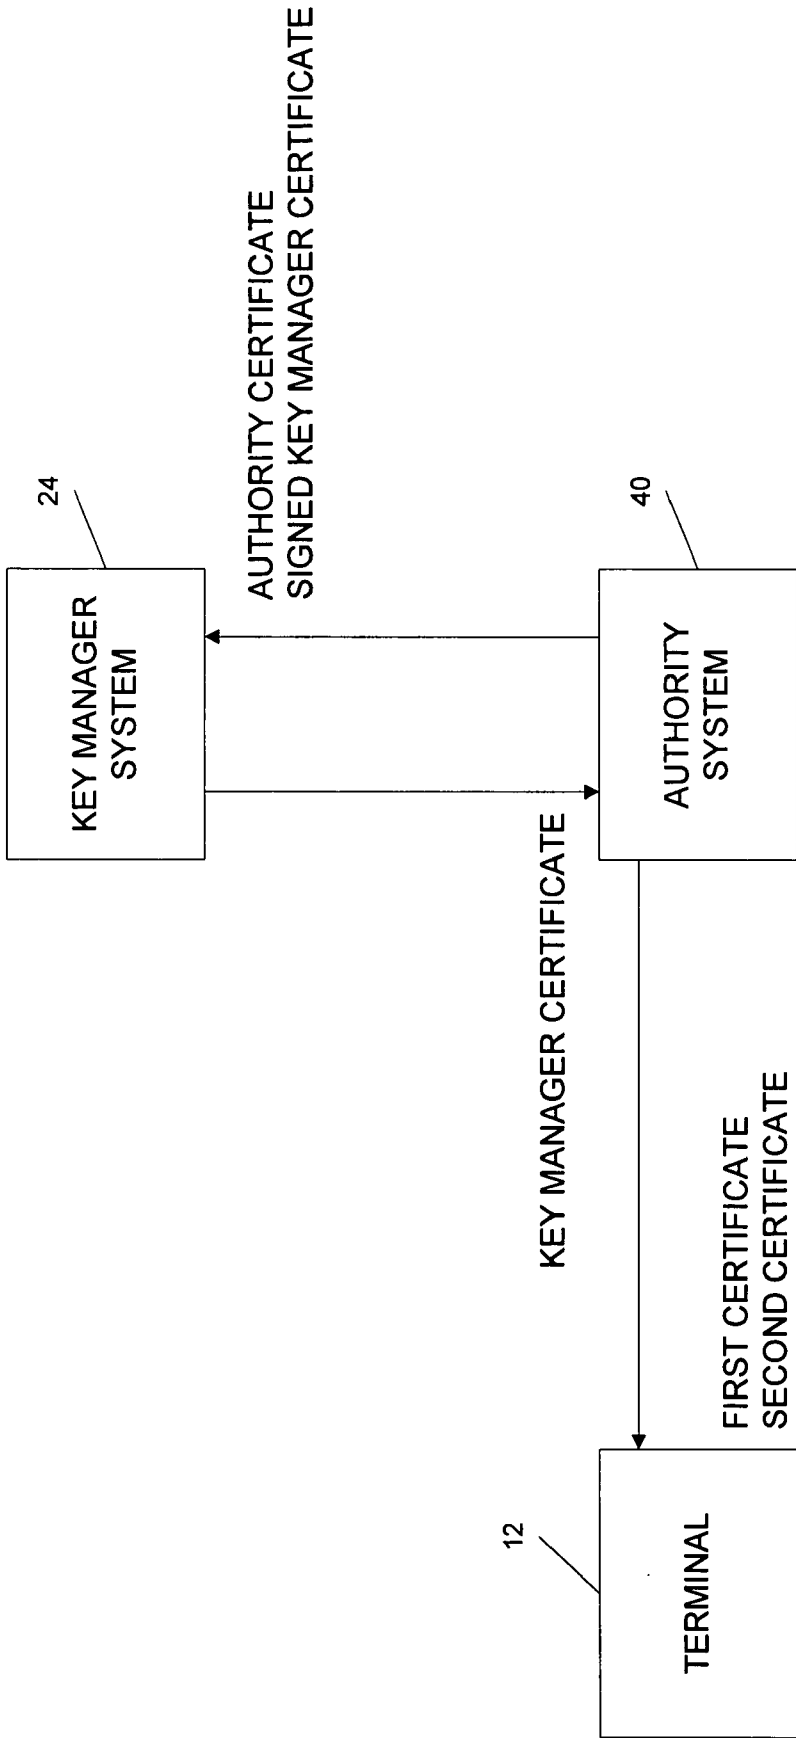 24
KEY MANAGER
SYSTEM
AUTHORITY CERTIFICATE
SIGNED KEY MANAGER CERTIFICATE
KEY MANAGER CERTIFICATE
12
40
TERMINAL
AUTHORITY
SYSTEM
FIRST CERTIFICATE
SECOND CERTIFICATE